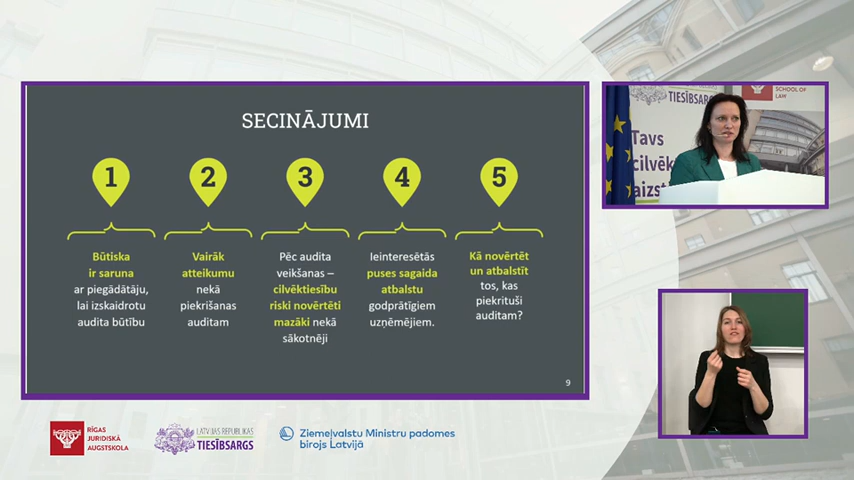 SECINĀJUMI
1
2
3
4
5
Būtiska
ir saruna
ar piegādātāju,
lai izskaidrotu
audita būtību
Vairāk
atteikumu
nekā
piekrišanas
auditam
Pēc audita
veikšanas –
cilvēktiesību
riski novērtēti
mazāki nekā
sākotnēji
Ieinteresētās
puses sagaida
atbalstu
godprātīgiem
uzņēmējiem.
Kā novērtēt
un atbalstīt
tos, kas
piekrituši
auditam?
9
TIESĪBSARGS
SCHOOL OF
LAW
Tavs
cilvēk
aizst
RĪGAS
JURIDISKĀ
AUGSTSKOLA
LATVIJAS REPUBLIKAS
TIESĪBSARGS
Ziemeļvalstu Ministru padomes
birojs Latvijā